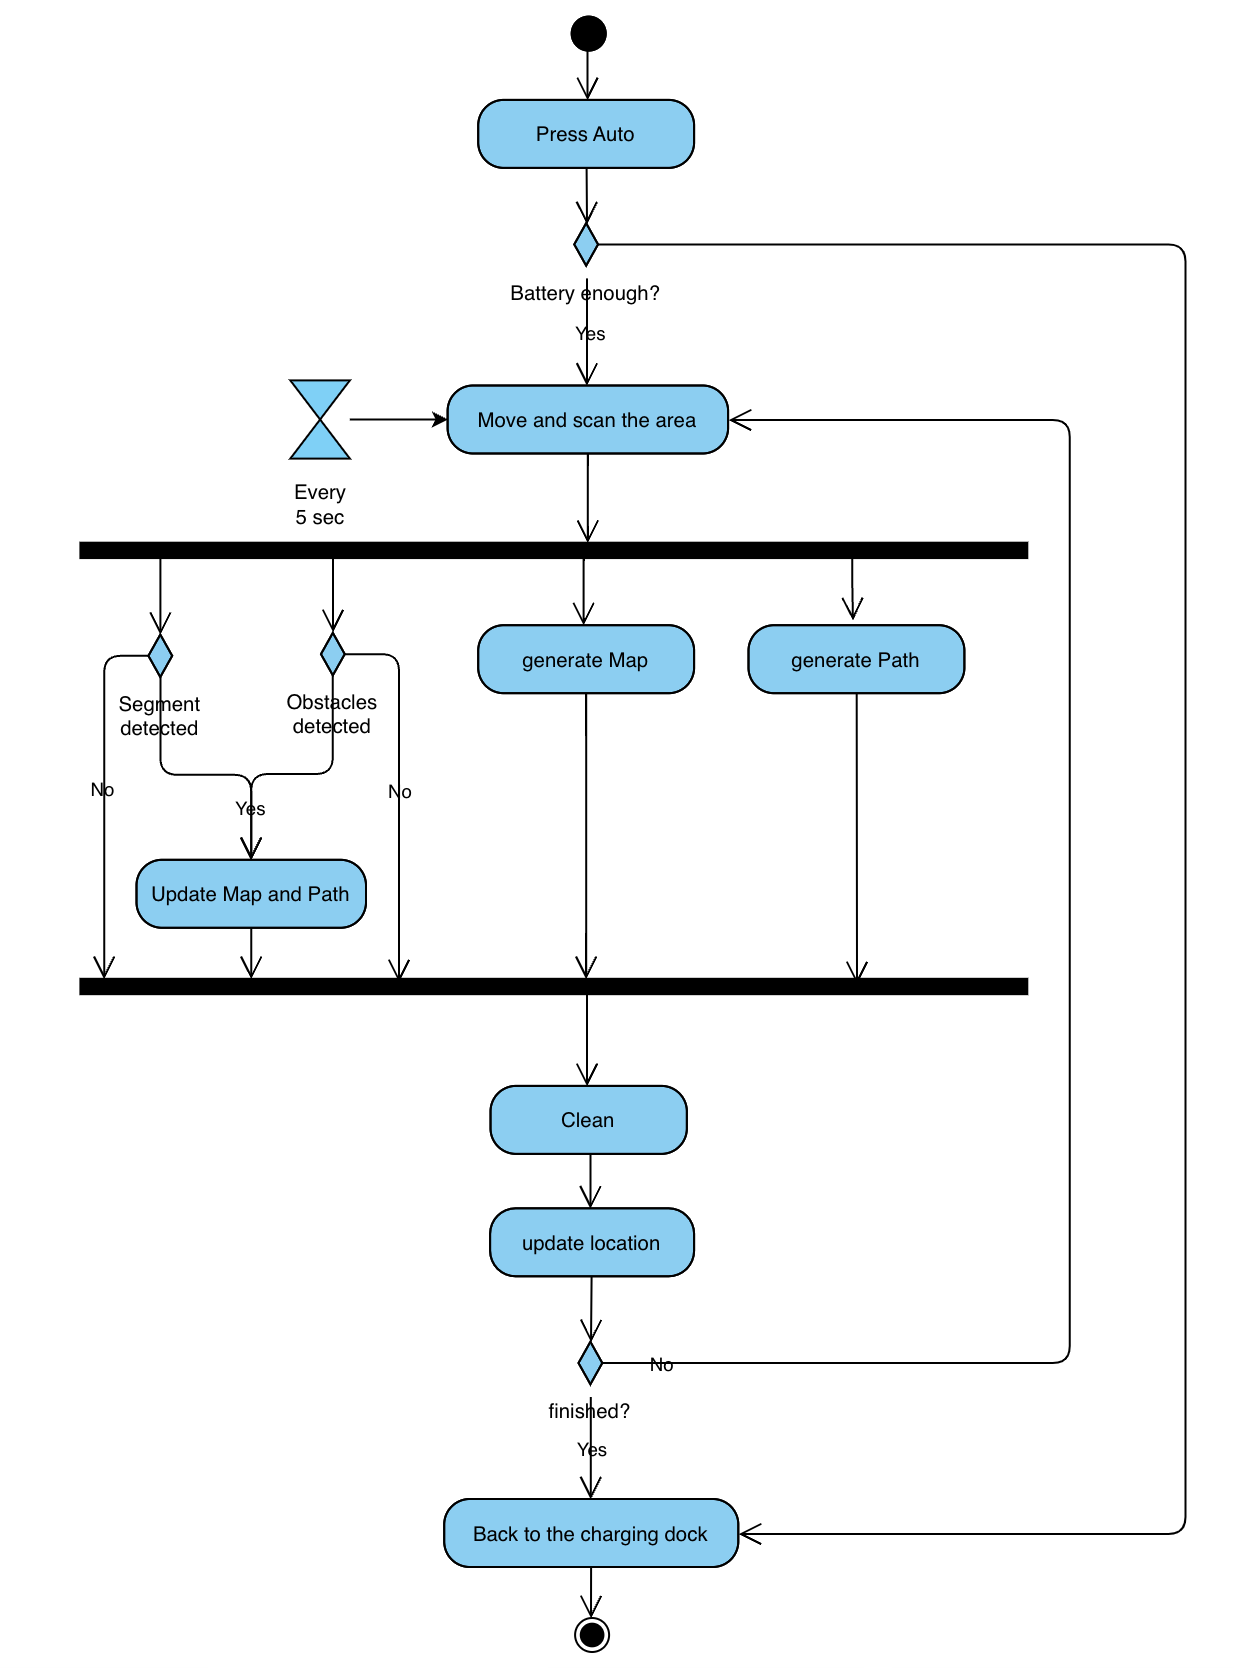 Press Auto
Battery enough?
Yes
Move and scan the area
Every
5 sec
generate Map
generate Path
Segment
detected
Obstacles
detected
No
Yes
No
Update Map and Path
Clean
update location
No
finished?
Yes
Back to the charging dock